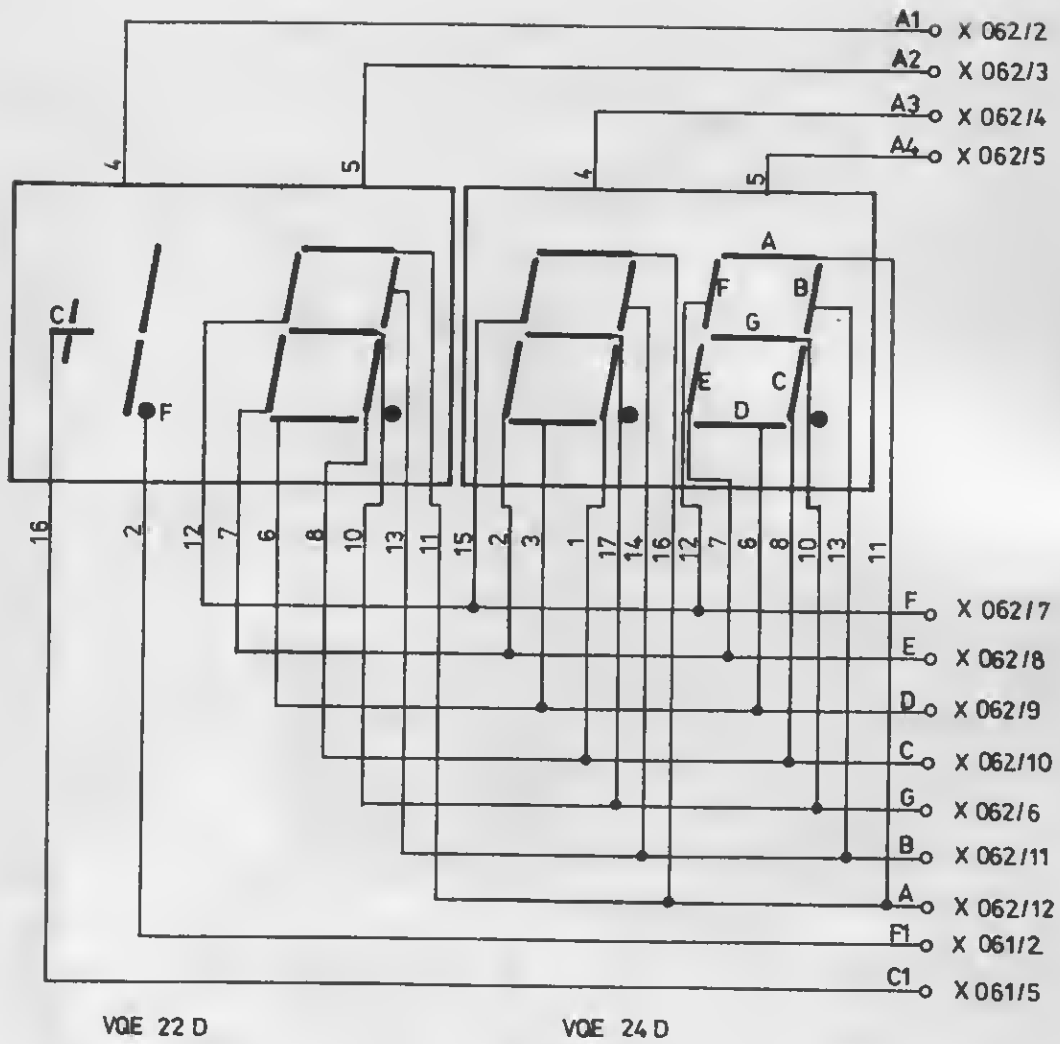 A1 X 062/2
A2 X 062/3
A3 X 062/4
A4 X 062/5
4 5 4 5
A
F B
C G
E C
F D
16 2 12 7 6 8 10 13 11 15 2 3 1 17 14 16 12 7 6 8 10 13 11
F X 062/7
E X 062/8
D X 062/9
C X 062/10
G X 062/6
B X 062/11
A X 062/12
F1 X 061/2
C1 X 061/5
VQE 22 D VQE 24 D